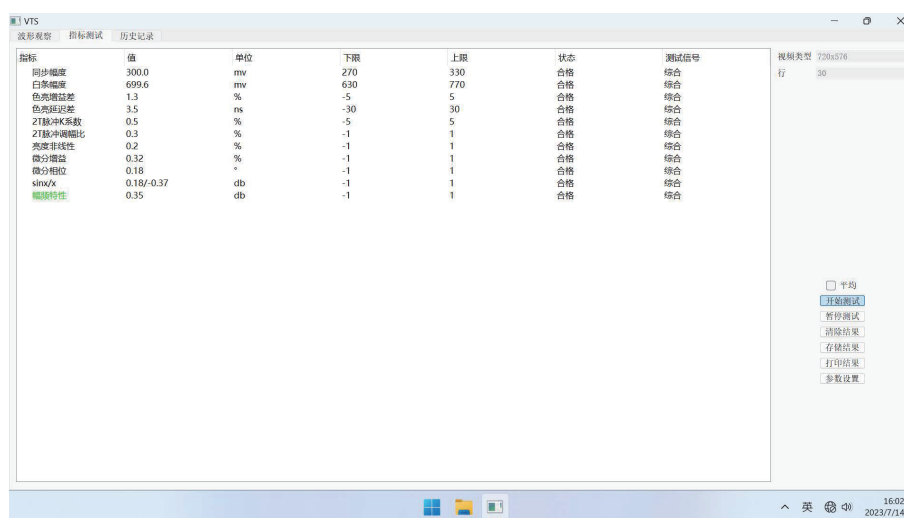 VTS
波形观察 指标测试 历史记录
指标 值 单位 下限 上限 状态 测试信号
同步幅度 300.0 mv 270 330 合格 综合
白条幅度 699.6 mv 630 770 合格 综合
色亮增益差 1.3 % -5 5 合格 综合
色亮延迟差 3.5 ns -30 30 合格 综合
2T脉冲K系数 0.5 % -5 5 合格 综合
2T脉冲调幅比 0.3 % -1 1 合格 综合
亮度非线性 0.2 % -1 1 合格 综合
微分增益 0.32 % -1 1 合格 综合
微分相位 0.18 ° -1 1 合格 综合
sinx/x 0.18/-0.37 db -1 1 合格 综合
幅频特性 0.35 db -1 1 合格 综合
视频类型 720x576
行 30
平均
开始测试
暂停测试
清除结果
存储结果
打印结果
参数设置
英
16:02
2023/7/14